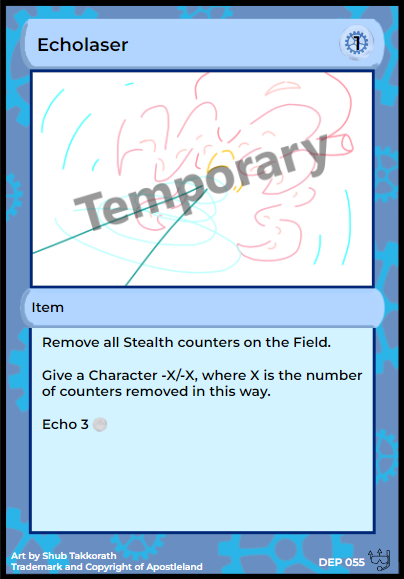 Echolaser
1
Temporary
Item
Remove all Stealth counters on the Field.
Give a Character -X/-X, where X is the number
of counters removed in this way.
Echo 3
Art by Shub Takkorath
Trademark and Copyright of Apostleland
DEP 055